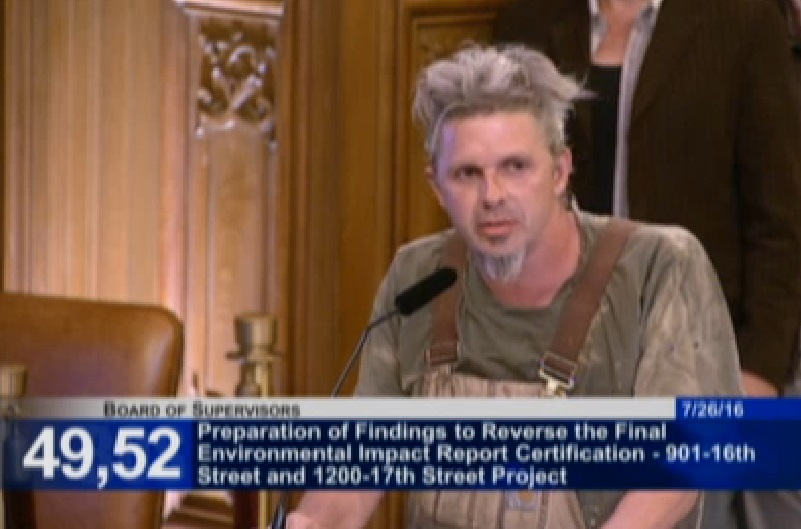 BOARD OF SUPERVISORS
7/26/16
49,52
Preparation of Findings to Reverse the Final
Environmental Impact Report Certification - 901-16th
Street and 1200-17th Street Project